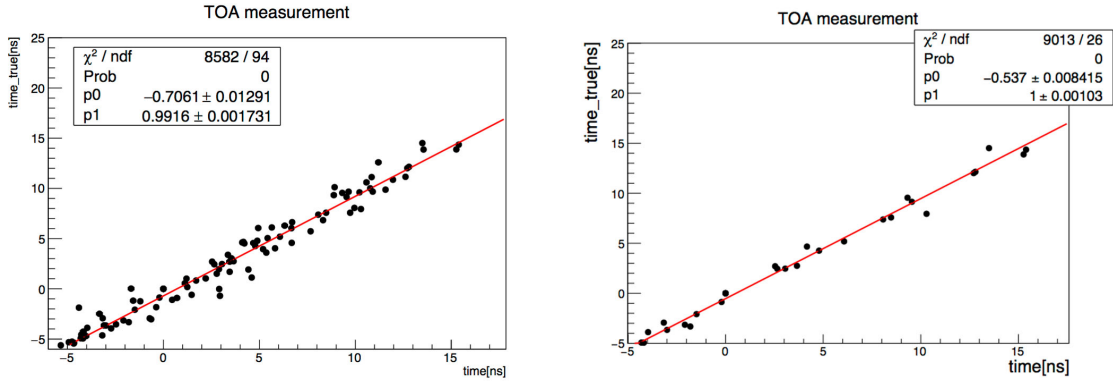 TOA measurement
χ² / ndf 8582 / 94
Prob 0
p0 −0.7061 ± 0.01291
p1 0.9916 ± 0.001731
time_true[ns]
25
20
15
10
5
0
−5
−5 0 5 10 15
time[ns]
TOA measurement
χ² / ndf 9013 / 26
Prob 0
p0 −0.537 ± 0.008415
p1 1 ± 0.00103
time_true[ns]
25
20
15
10
5
0
−5
−5 0 5 10 15
time[ns]